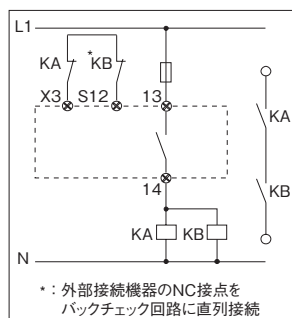 L1
*
KA
KB
X3
S12
13
KA
14
KB
KA
KB
N
*：外部接続機器のNC接点を
バックチェック回路に直列接続